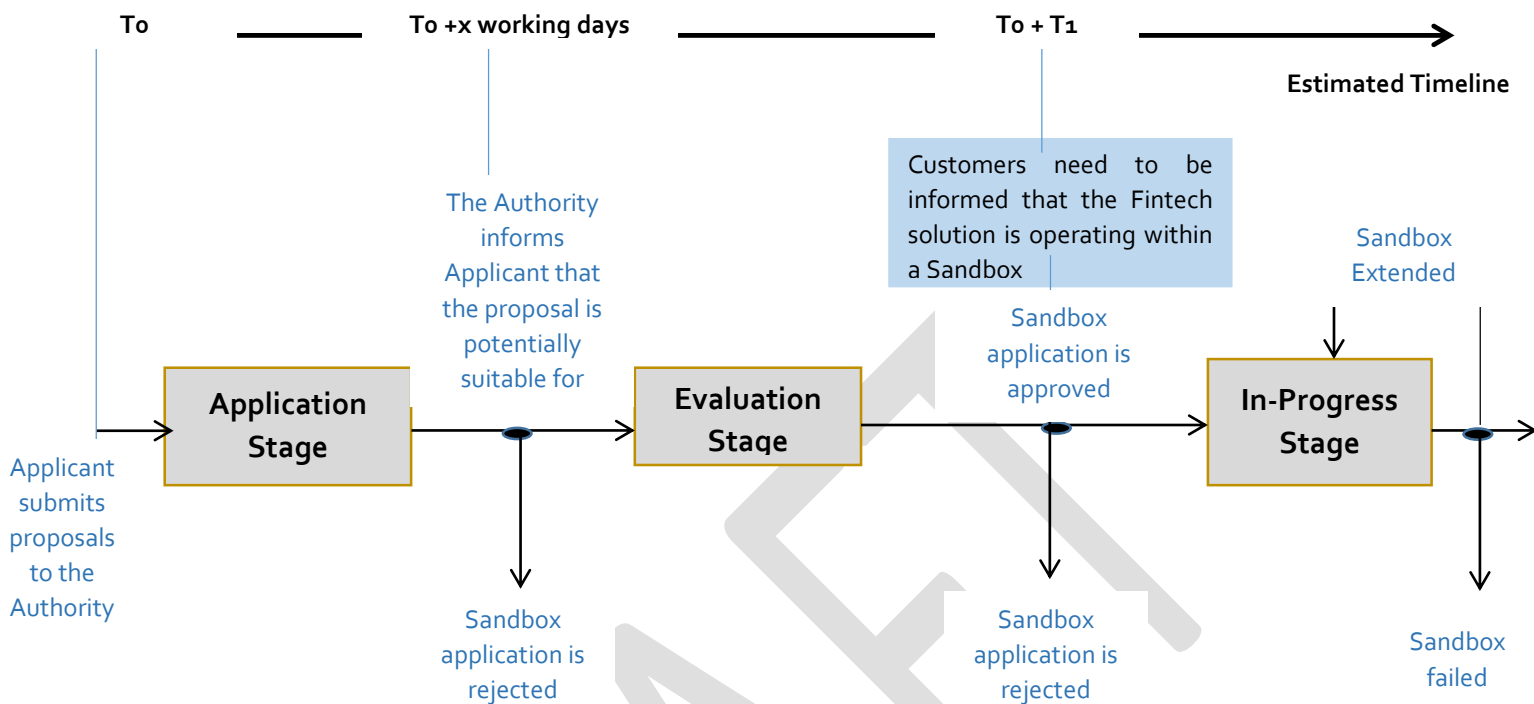 To
To +x working days
To + T1
Estimated Timeline
Customers need to be
informed that the Fintech
solution is operating within
a Sandbox
The Authority
informs
Applicant that
the proposal is
potentially
suitable for
Sandbox
Extended
Sandbox
application is
approved
Application
Stage
Evaluation
Stage
In-Progress
Stage
Applicant
submits
proposals
to the
Authority
Sandbox
application is
rejected
Sandbox
application is
rejected
Sandbox
failed